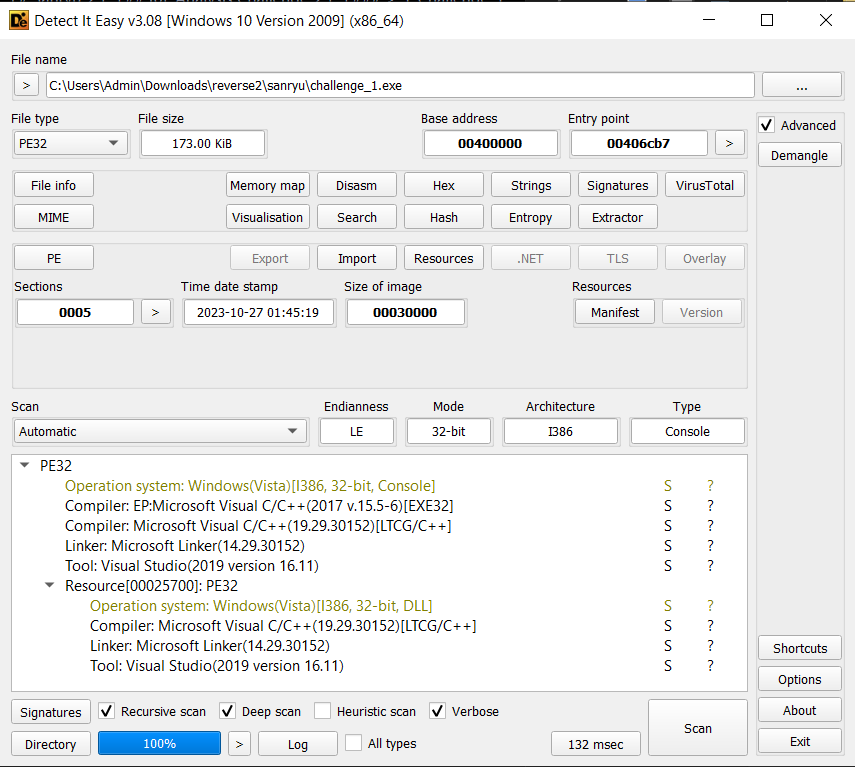 Detect It Easy v3.08 [Windows 10 Version 2009] (x86_64)
File name
> C:\Users\Admin\Downloads\reverse2\sanryu\challenge_1.exe ...
File type File size Base address Entry point
PE32 173.00 KiB 00400000 00406cb7 > Advanced
Demangle
File info Memory map Disasm Hex Strings Signatures VirusTotal
MIME Visualisation Search Hash Entropy Extractor
PE Export Import Resources .NET TLS Overlay
Sections Time date stamp Size of image Resources
0005 > 2023-10-27 01:45:19 00030000 Manifest Version
Scan Endianness Mode Architecture Type
Automatic LE 32-bit I386 Console
PE32
Operation system: Windows(Vista)[I386, 32-bit, Console] S ?
Compiler: EP:Microsoft Visual C/C++(2017 v.15.5-6)[EXE32] S ?
Compiler: Microsoft Visual C/C++(19.29.30152)[LTCG/C++] S ?
Linker: Microsoft Linker(14.29.30152) S ?
Tool: Visual Studio(2019 version 16.11) S ?
Resource[00025700]: PE32
Operation system: Windows(Vista)[I386, 32-bit, DLL] S ?
Compiler: Microsoft Visual C/C++(19.29.30152)[LTCG/C++] S ?
Linker: Microsoft Linker(14.29.30152) S ?
Tool: Visual Studio(2019 version 16.11) S ?
Shortcuts
Options
Signatures Recursive scan Deep scan Heuristic scan Verbose Scan About
Directory 100% > Log All types 132 msec Exit